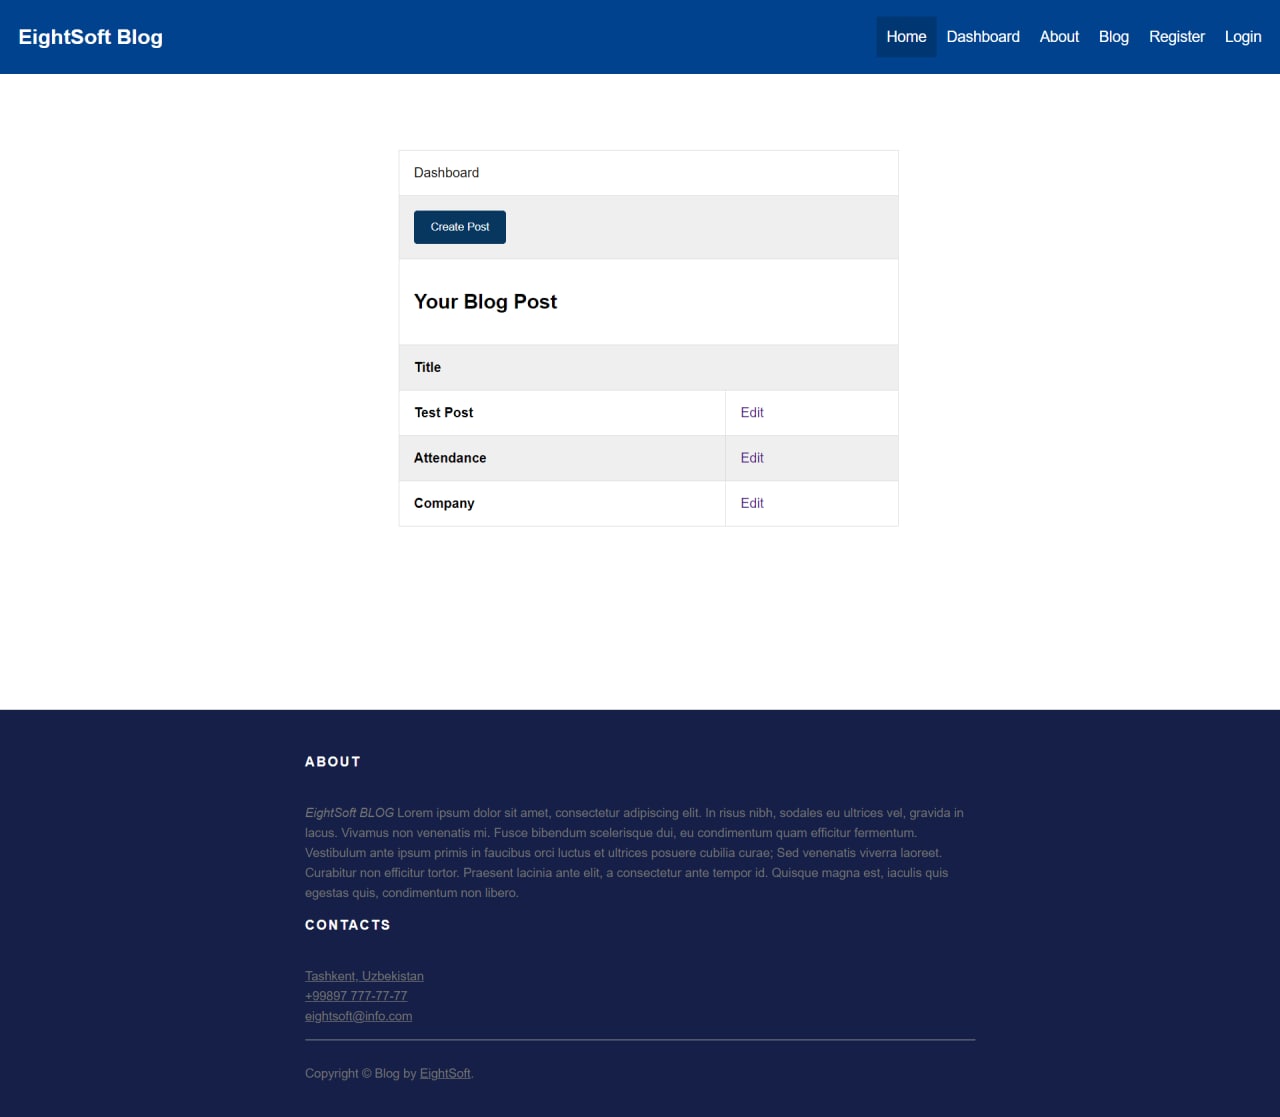 EightSoft Blog
Home Dashboard About Blog Register Login
Dashboard
Create Post
Your Blog Post
Title
Test Post Edit
Attendance Edit
Company Edit
ABOUT
EightSoft BLOG Lorem ipsum dolor sit amet, consectetur adipiscing elit. In risus nibh, sodales eu ultrices vel, gravida in
lacus. Vivamus non venenatis mi. Fusce bibendum scelerisque dui, eu condimentum quam efficitur fermentum.
Vestibulum ante ipsum primis in faucibus orci luctus et ultrices posuere cubilia curae; Sed venenatis viverra laoreet.
Curabitur non efficitur tortor. Praesent lacinia ante elit, a consectetur ante tempor id. Quisque magna est, iaculis quis
egestas quis, condimentum non libero.
CONTACTS
Tashkent, Uzbekistan
+99897 777-77-77
eightsoft@info.com
Copyright © Blog by EightSoft.